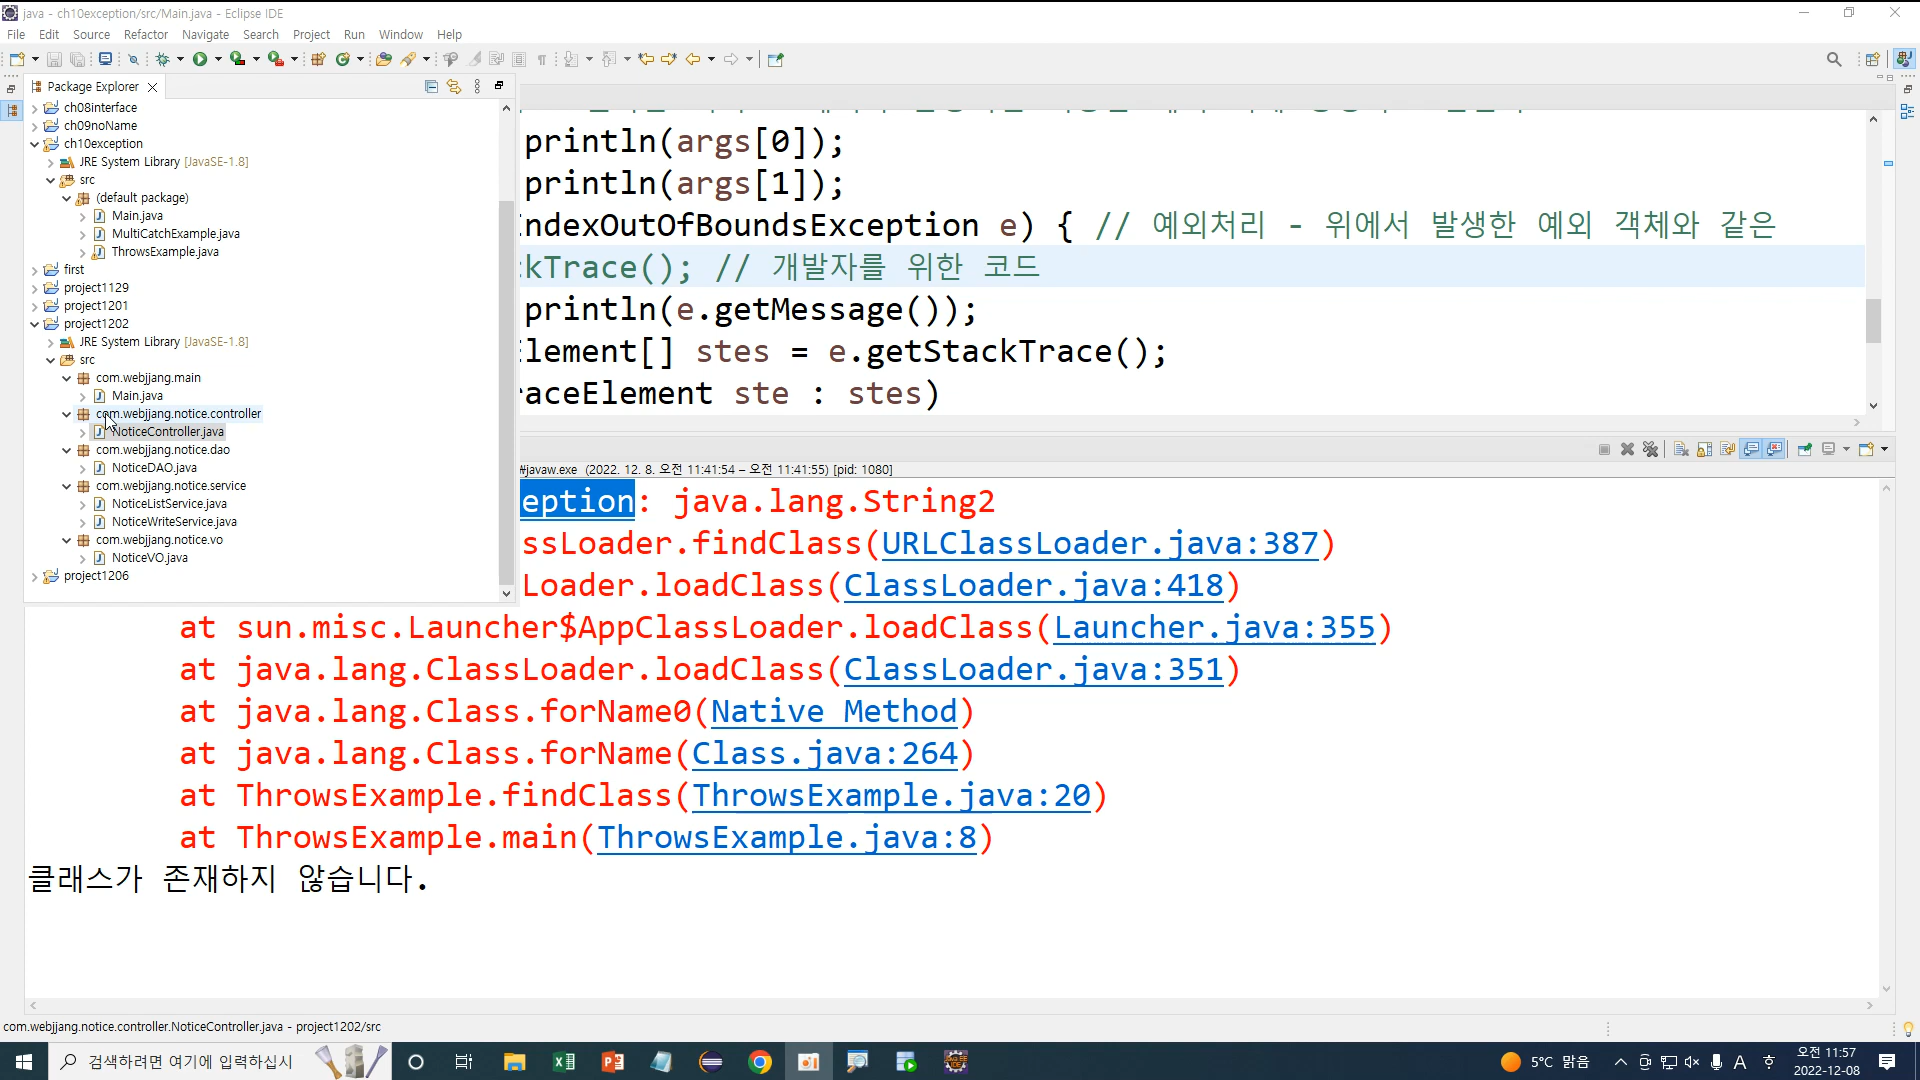 java - ch10exception/src/Main.java - Eclipse IDE
File Edit Source Refactor Navigate Search Project Run Window Help
Package Explorer
ch08interface
ch09noName
ch10exception
JRE System Library [JavaSE-1.8]
src
(default package)
Main.java
MultiCatchExample.java
ThrowsExample.java
first
project1129
project1201
project1202
JRE System Library [JavaSE-1.8]
src
com.webjjang.main
Main.java
com.webjjang.notice.controller
NoticeController.java
com.webjjang.notice.dao
NoticeDAO.java
com.webjjang.notice.service
NoticeListService.java
NoticeWriteService.java
com.webjjang.notice.vo
NoticeVO.java
project1206
println(args[0]);
println(args[1]);
IndexOutOfBoundsException e) { // 예외처리 - 위에서 발생한 예외 객체와 같은
kTrace(); // 개발자를 위한 코드
println(e.getMessage());
Element[] stes = e.getStackTrace();
raceElement ste : stes)
javaw.exe (2022. 12. 8. 오전 11:41:54 – 오전 11:41:55) [pid: 1080]
eption: java.lang.String2
ssLoader.findClass(URLClassLoader.java:387)
Loader.loadClass(ClassLoader.java:418)
at sun.misc.Launcher$AppClassLoader.loadClass(Launcher.java:355)
at java.lang.ClassLoader.loadClass(ClassLoader.java:351)
at java.lang.Class.forName0(Native Method)
at java.lang.Class.forName(Class.java:264)
at ThrowsExample.findClass(ThrowsExample.java:20)
at ThrowsExample.main(ThrowsExample.java:8)
클래스가 존재하지 않습니다.
com.webjjang.notice.controller.NoticeController.java - project1202/src
검색하려면 여기에 입력하십시
5°C 맑음
A
오전 11:57
2022-12-08